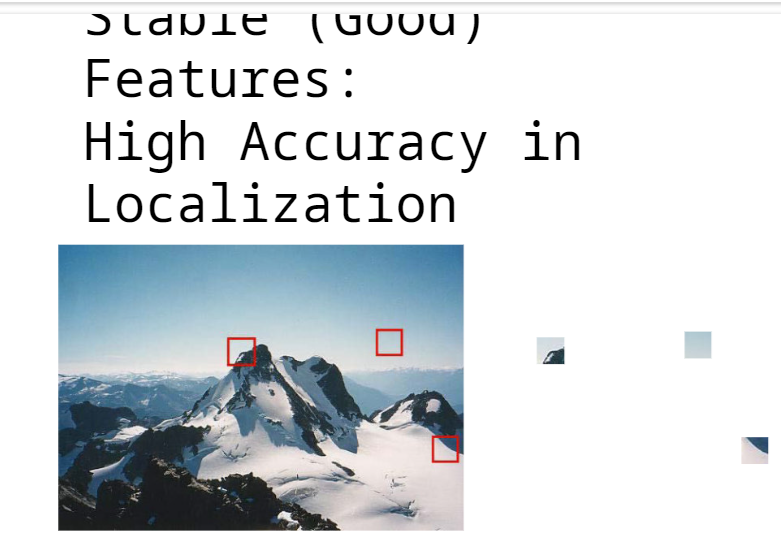 Stable (Good)
Features:
High Accuracy in
Localization